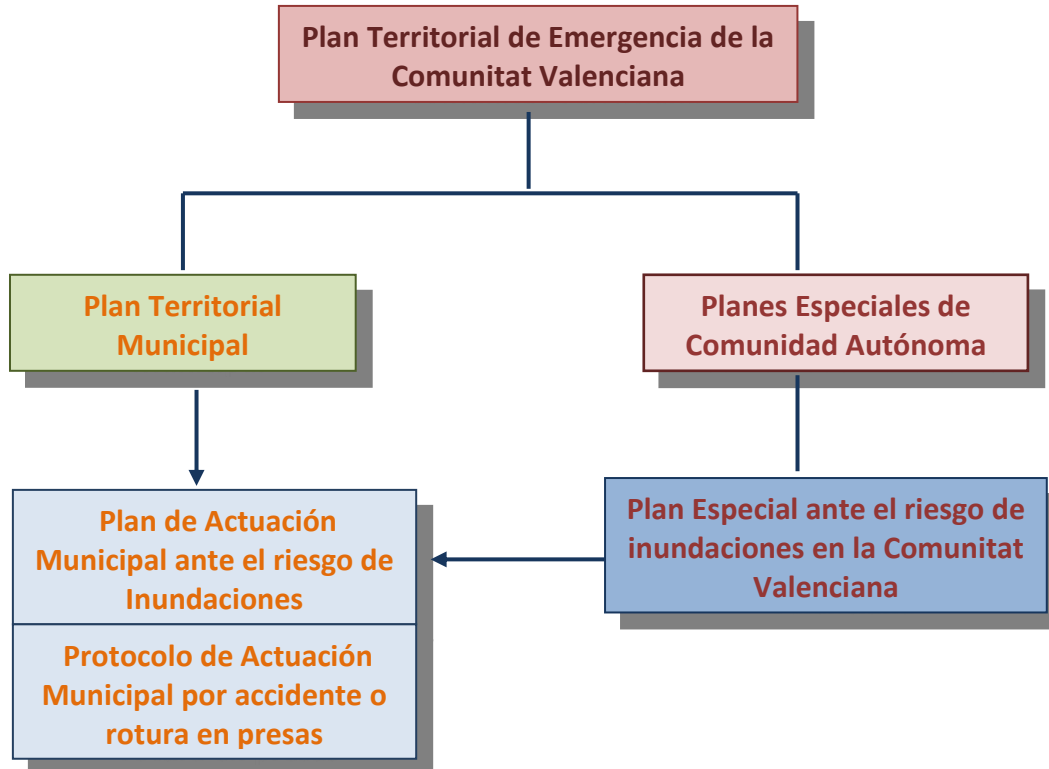 Plan Territorial de Emergencia de la
Comunitat Valenciana
Plan Territorial
Municipal
Planes Especiales de
Comunidad Autónoma
Plan de Actuación
Municipal ante el riesgo de
Inundaciones
Plan Especial ante el riesgo de
inundaciones en la Comunitat
Valenciana
Protocolo de Actuación
Municipal por accidente o
rotura en presas